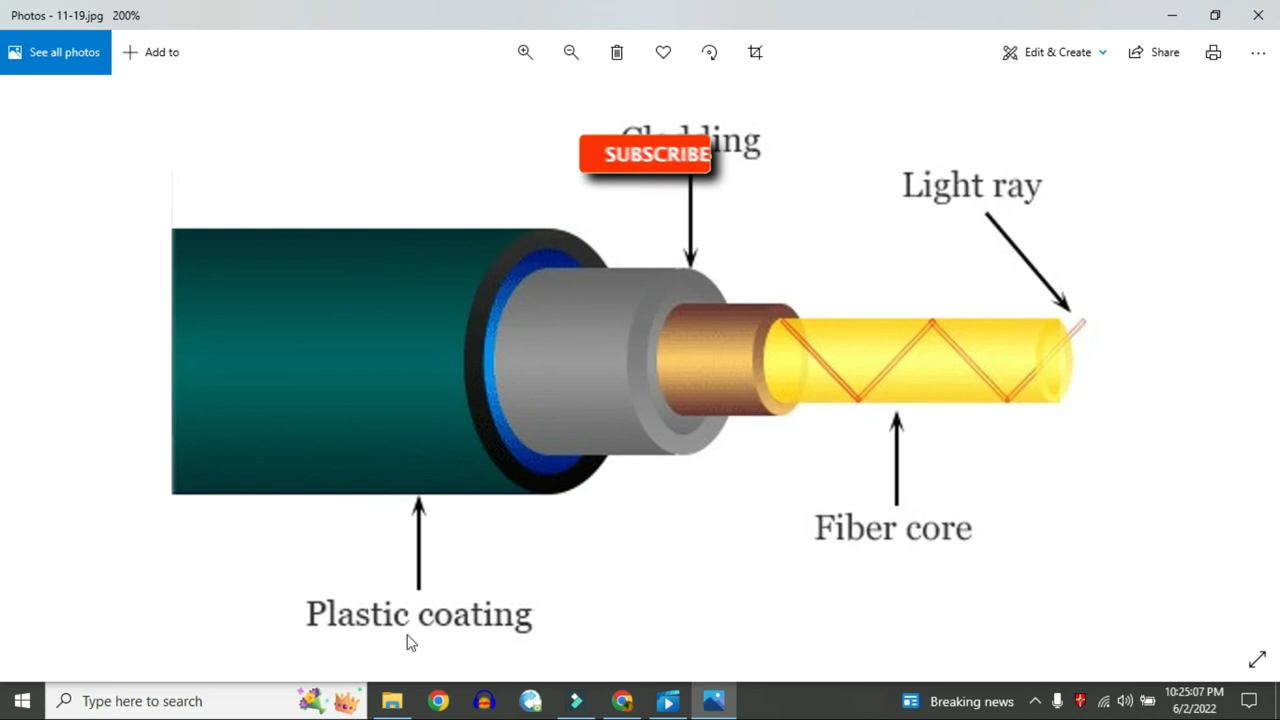 Photos - 11-19.jpg 200%
See all photos
Add to
Edit & Create
Share
SUBSCRIBE
Light ray
Fiber core
Plastic coating
Type here to search
Breaking news
10:25:07 PM
6/2/2022